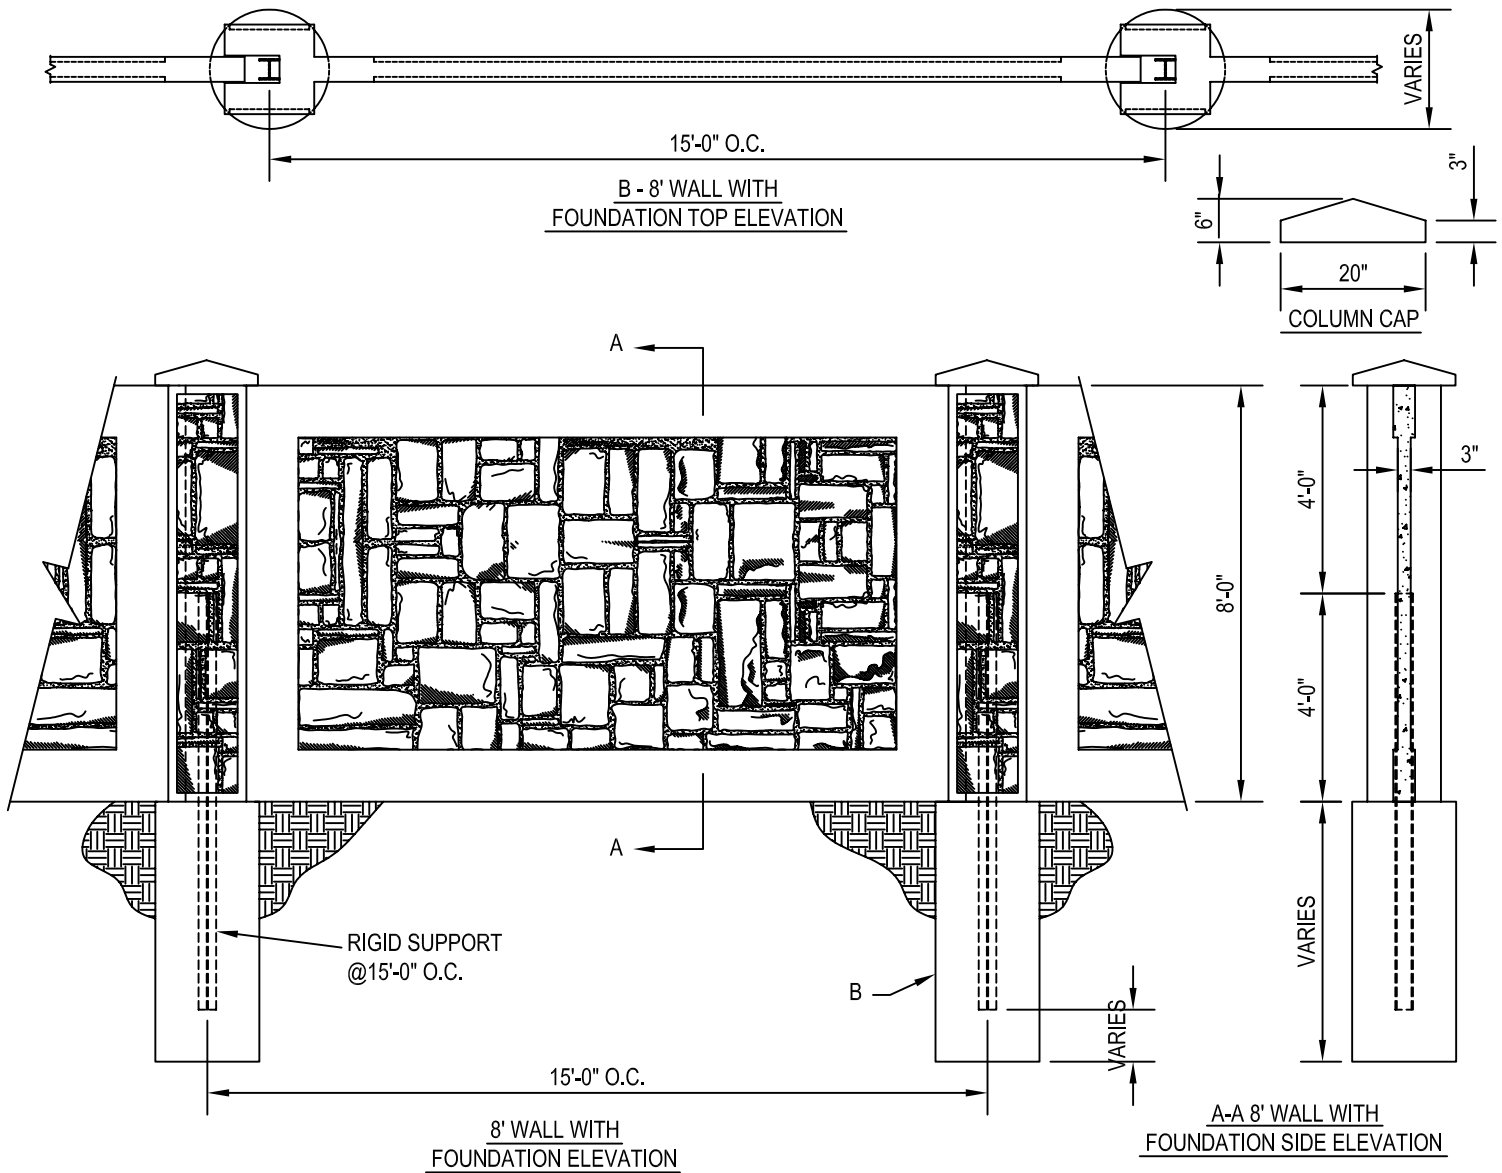 VARIES
15'-0" O.C.
B - 8' WALL WITH
FOUNDATION TOP ELEVATION
3"
6"
20"
COLUMN CAP
A
3"
4'-0"
8'-0"
4'-0"
A
RIGID SUPPORT
@15'-0" O.C.
B
VARIES
VARIES
15'-0" O.C.
8' WALL WITH
FOUNDATION ELEVATION
A-A 8' WALL WITH
FOUNDATION SIDE ELEVATION